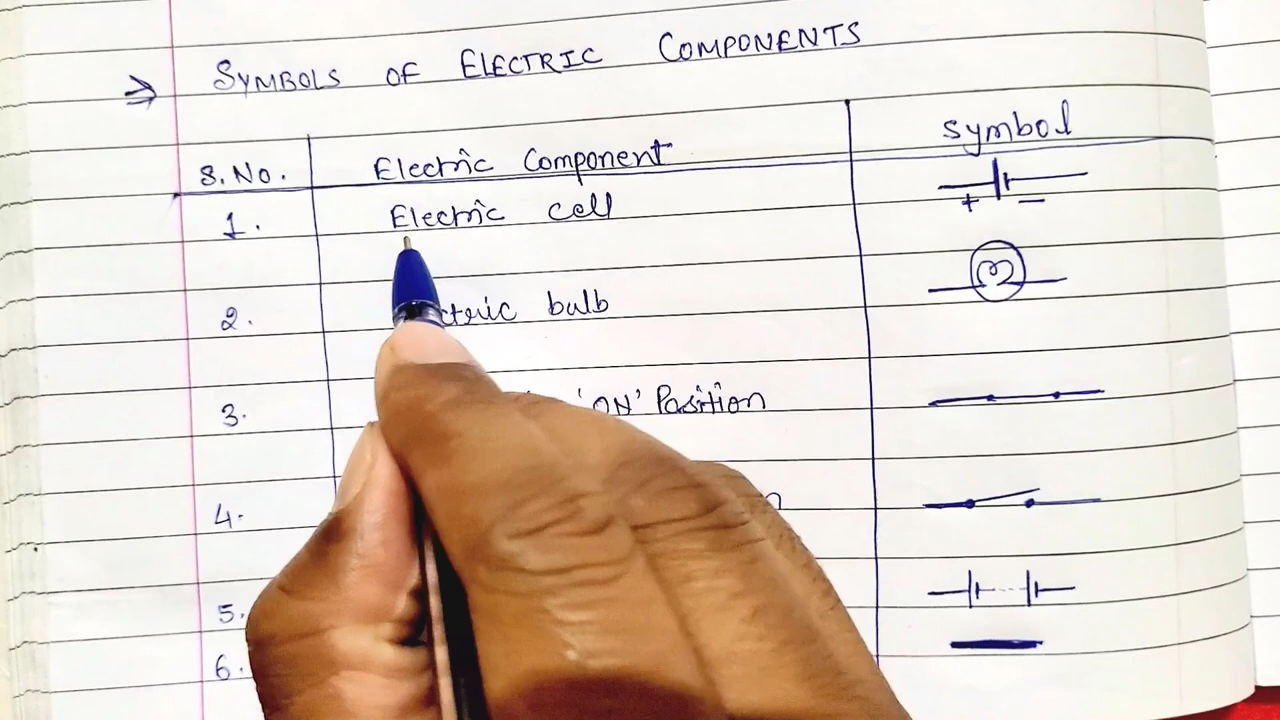 ⇒ SYMBOLS OF ELECTRIC COMPONENTS
S.No. Electric Component symbol
1. Electric cell + −
2. bulb
3. 'ON' Position
4.
5.
6.